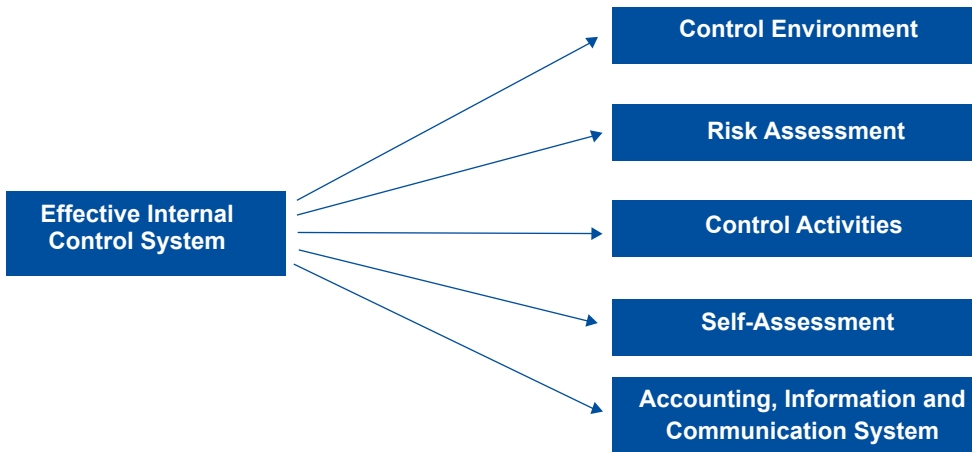 Control Environment
Risk Assessment
Effective Internal
Control System
Control Activities
Self-Assessment
Accounting, Information and
Communication System